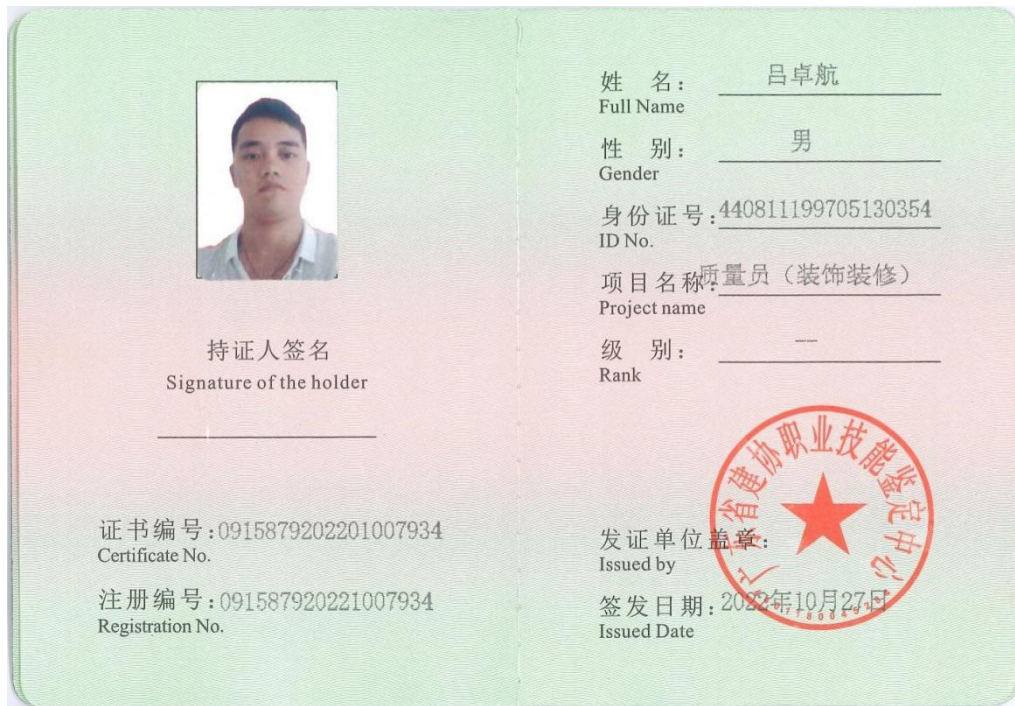 持证人签名
Signature of the holder
证书编号:0915879202201007934
Certificate No.
注册编号:091587920221007934
Registration No.
姓 名: 吕卓航
Full Name
性 别: 男
Gender
身份证号:440811199705130354
ID No.
项目名称:质量员（装饰装修）
Project name
级 别: --
Rank
发证单位盖章:
Issued by
签发日期:2022年10月27日
Issued Date
广东省建协职业技能鉴定中心